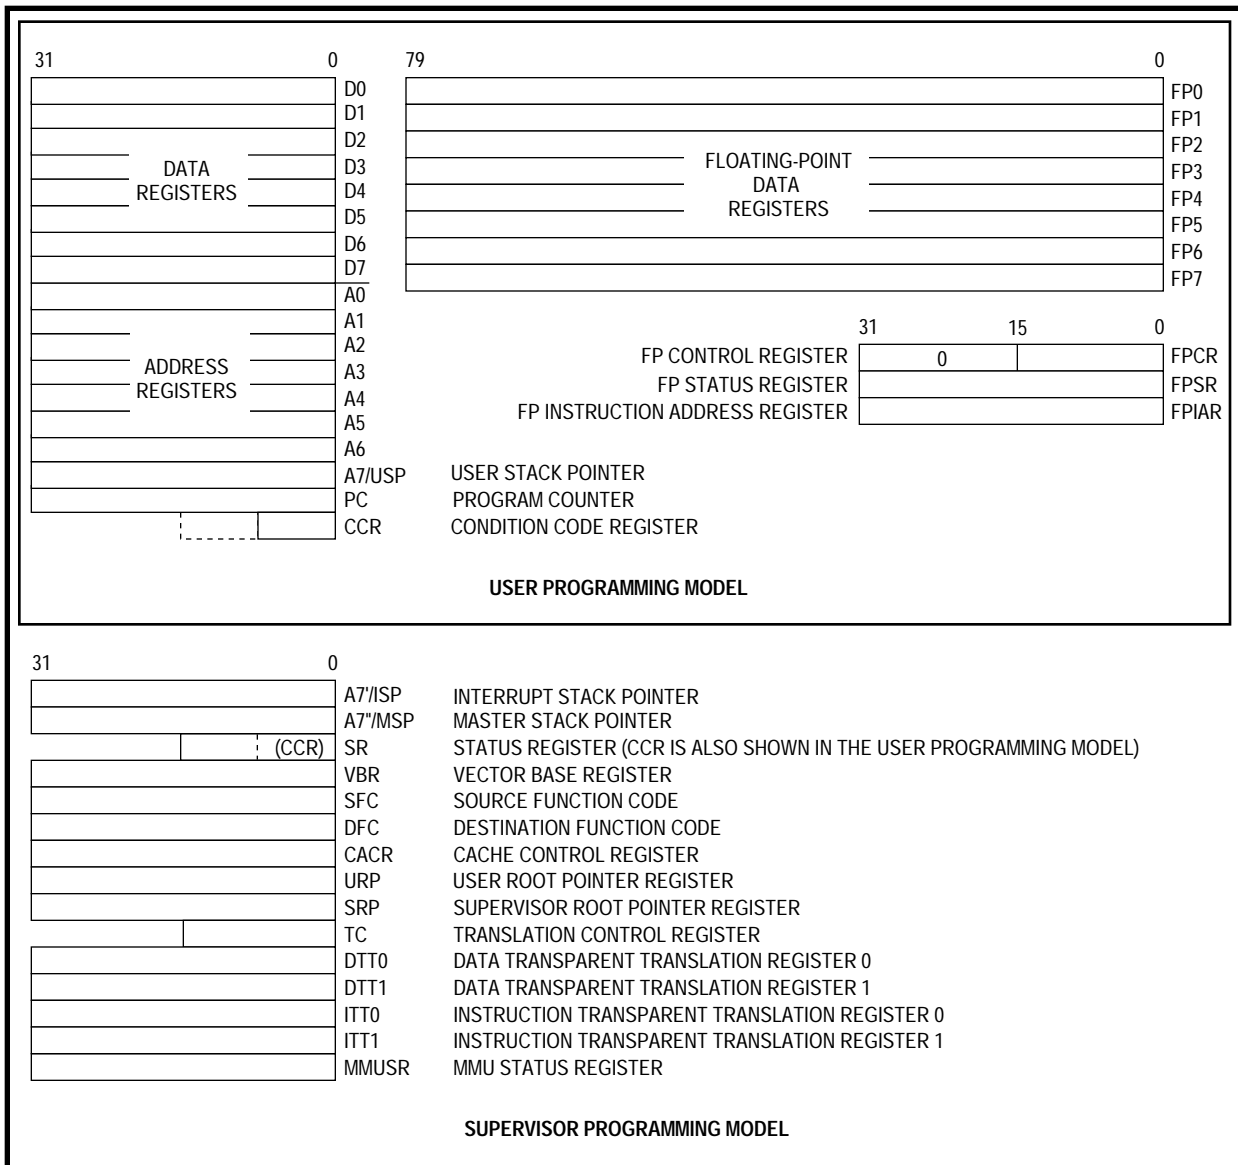 31 0 79 0
D0
D1
D2
D3
D4
D5
D6
D7
DATA
REGISTERS
A0
A1
A2
A3
A4
A5
A6
ADDRESS
REGISTERS
A7/USP USER STACK POINTER
PC PROGRAM COUNTER
CCR CONDITION CODE REGISTER
FP0
FP1
FP2
FP3
FP4
FP5
FP6
FP7
FLOATING-POINT
DATA
REGISTERS
31 15 0
FP CONTROL REGISTER 0 FPCR
FP STATUS REGISTER FPSR
FP INSTRUCTION ADDRESS REGISTER FPIAR
USER PROGRAMMING MODEL
31 0
A7'/ISP INTERRUPT STACK POINTER
A7"/MSP MASTER STACK POINTER
(CCR) SR STATUS REGISTER (CCR IS ALSO SHOWN IN THE USER PROGRAMMING MODEL)
VBR VECTOR BASE REGISTER
SFC SOURCE FUNCTION CODE
DFC DESTINATION FUNCTION CODE
CACR CACHE CONTROL REGISTER
URP USER ROOT POINTER REGISTER
SRP SUPERVISOR ROOT POINTER REGISTER
TC TRANSLATION CONTROL REGISTER
DTT0 DATA TRANSPARENT TRANSLATION REGISTER 0
DTT1 DATA TRANSPARENT TRANSLATION REGISTER 1
ITT0 INSTRUCTION TRANSPARENT TRANSLATION REGISTER 0
ITT1 INSTRUCTION TRANSPARENT TRANSLATION REGISTER 1
MMUSR MMU STATUS REGISTER
SUPERVISOR PROGRAMMING MODEL